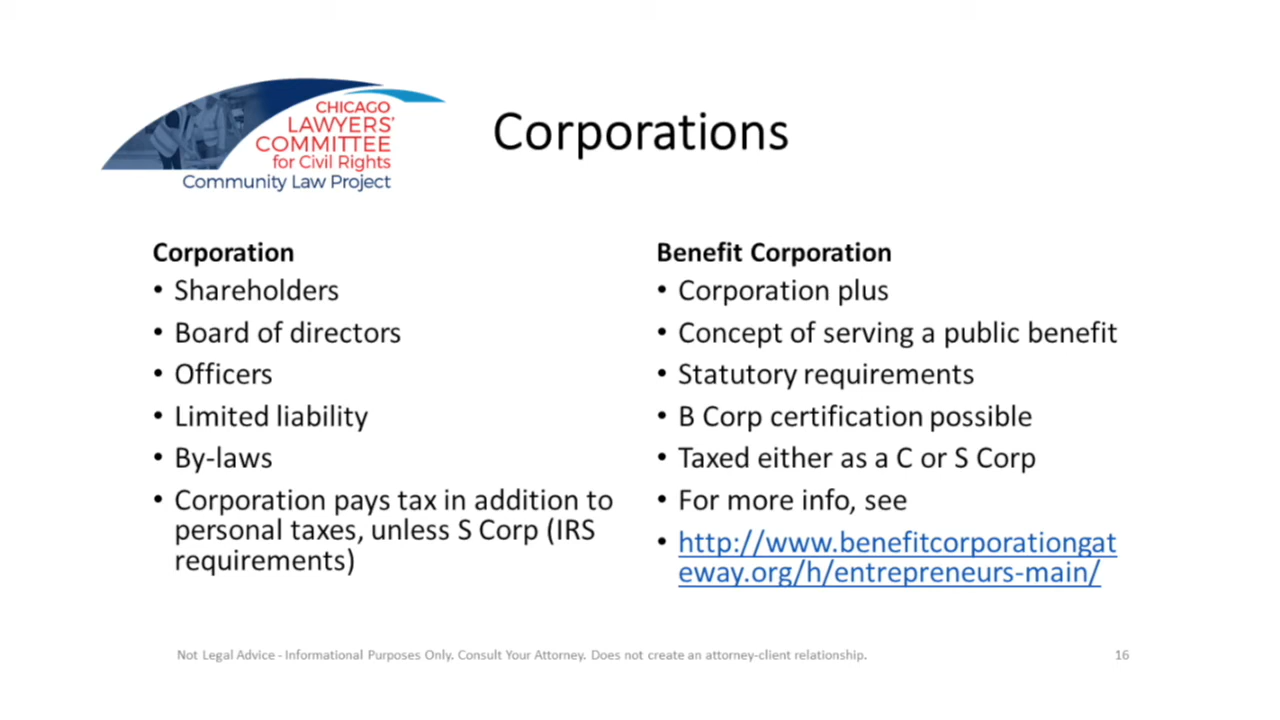 CHICAGO
LAWYERS'
COMMITTEE
for Civil Rights
Community Law Project
Corporations
Corporation
• Shareholders
• Board of directors
• Officers
• Limited liability
• By-laws
• Corporation pays tax in addition to
personal taxes, unless S Corp (IRS
requirements)
Benefit Corporation
• Corporation plus
• Concept of serving a public benefit
• Statutory requirements
• B Corp certification possible
• Taxed either as a C or S Corp
• For more info, see
• http://www.benefitcorporationgat
eway.org/h/entrepreneurs-main/
Not Legal Advice - Informational Purposes Only. Consult Your Attorney. Does not create an attorney-client relationship.
16